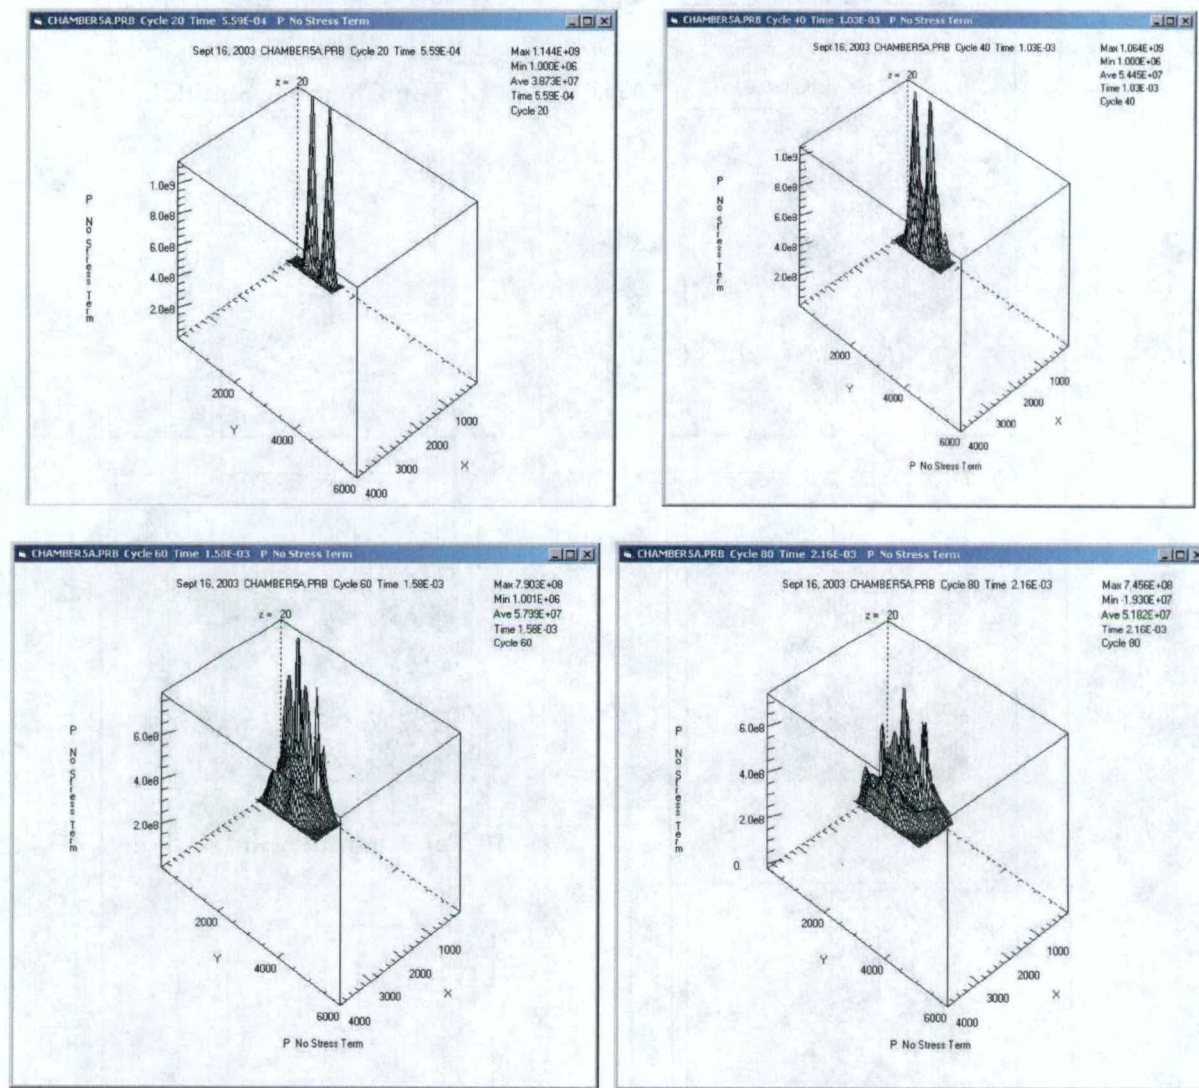 CHAMBER5A.PRB Cycle 20 Time 5.59E-04 P No Stress Term
Sept 16, 2003 CHAMBER5A.PRB Cycle 20 Time 5.59E-04
Max 1.144E+09
Min 1.000E+06
Ave 3.873E+07
Time 5.59E-04
Cycle 20
z = 20
1.0e9
8.0e8
6.0e8
4.0e8
2.0e8
P No Stress Term
2000
4000
6000
Y
1000
2000
3000
4000
X
CHAMBER5A.PRB Cycle 40 Time 1.03E-03 P No Stress Term
Sept 16, 2003 CHAMBER5A.PRB Cycle 40 Time 1.03E-03
Max 1.064E+09
Min 1.000E+06
Ave 5.445E+07
Time 1.03E-03
Cycle 40
z = 20
1.0e9
8.0e8
6.0e8
4.0e8
2.0e8
P No Stress Term
2000
4000
6000
Y
1000
2000
3000
4000
X
P No Stress Term
CHAMBER5A.PRB Cycle 60 Time 1.58E-03 P No Stress Term
Sept 16, 2003 CHAMBER5A.PRB Cycle 60 Time 1.58E-03
Max 7.903E+08
Min 1.001E+06
Ave 5.799E+07
Time 1.58E-03
Cycle 60
z = 20
6.0e8
4.0e8
2.0e8
P No Stress Term
2000
4000
6000
Y
1000
2000
3000
4000
X
P No Stress Term
CHAMBER5A.PRB Cycle 80 Time 2.16E-03 P No Stress Term
Sept 16, 2003 CHAMBER5A.PRB Cycle 80 Time 2.16E-03
Max 7.456E+08
Min -1.930E+07
Ave 5.182E+07
Time 2.16E-03
Cycle 80
z = 20
6.0e8
4.0e8
2.0e8
0.
P No Stress Term
2000
4000
6000
Y
1000
2000
3000
4000
X
P No Stress Term